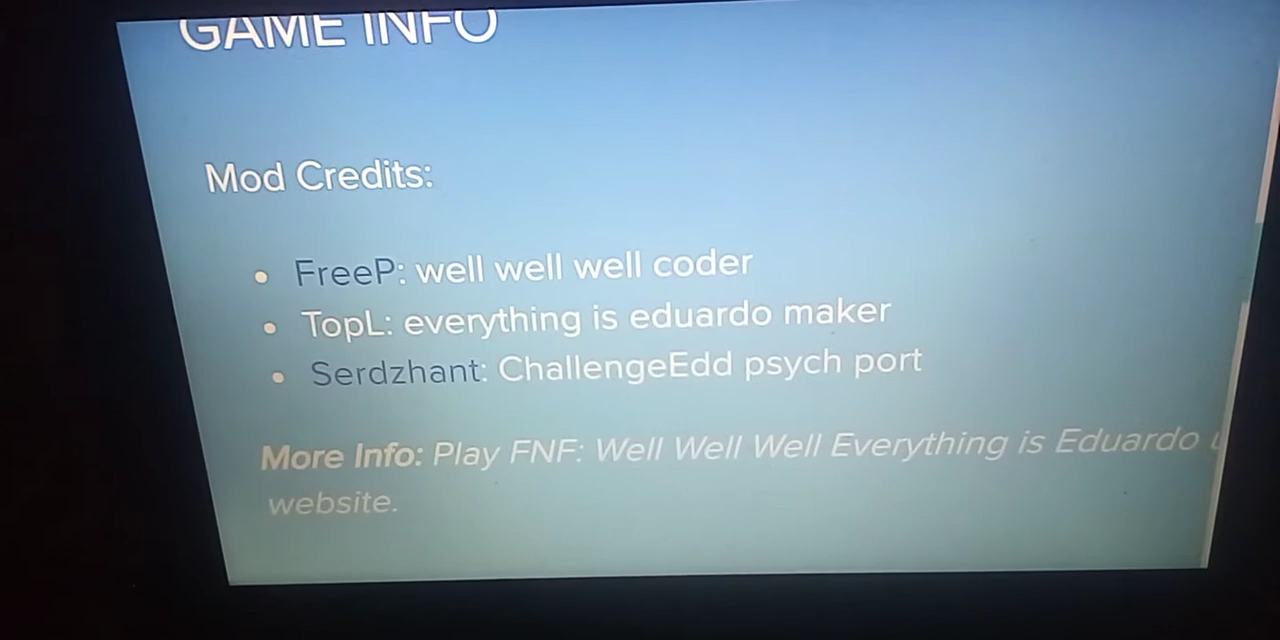 GAME INFO
Mod Credits:
FreeP: well well well coder
TopL: everything is eduardo maker
Serdzhant: ChallengeEdd psych port
More Info: Play FNF: Well Well Well Everything is Eduardo
website.